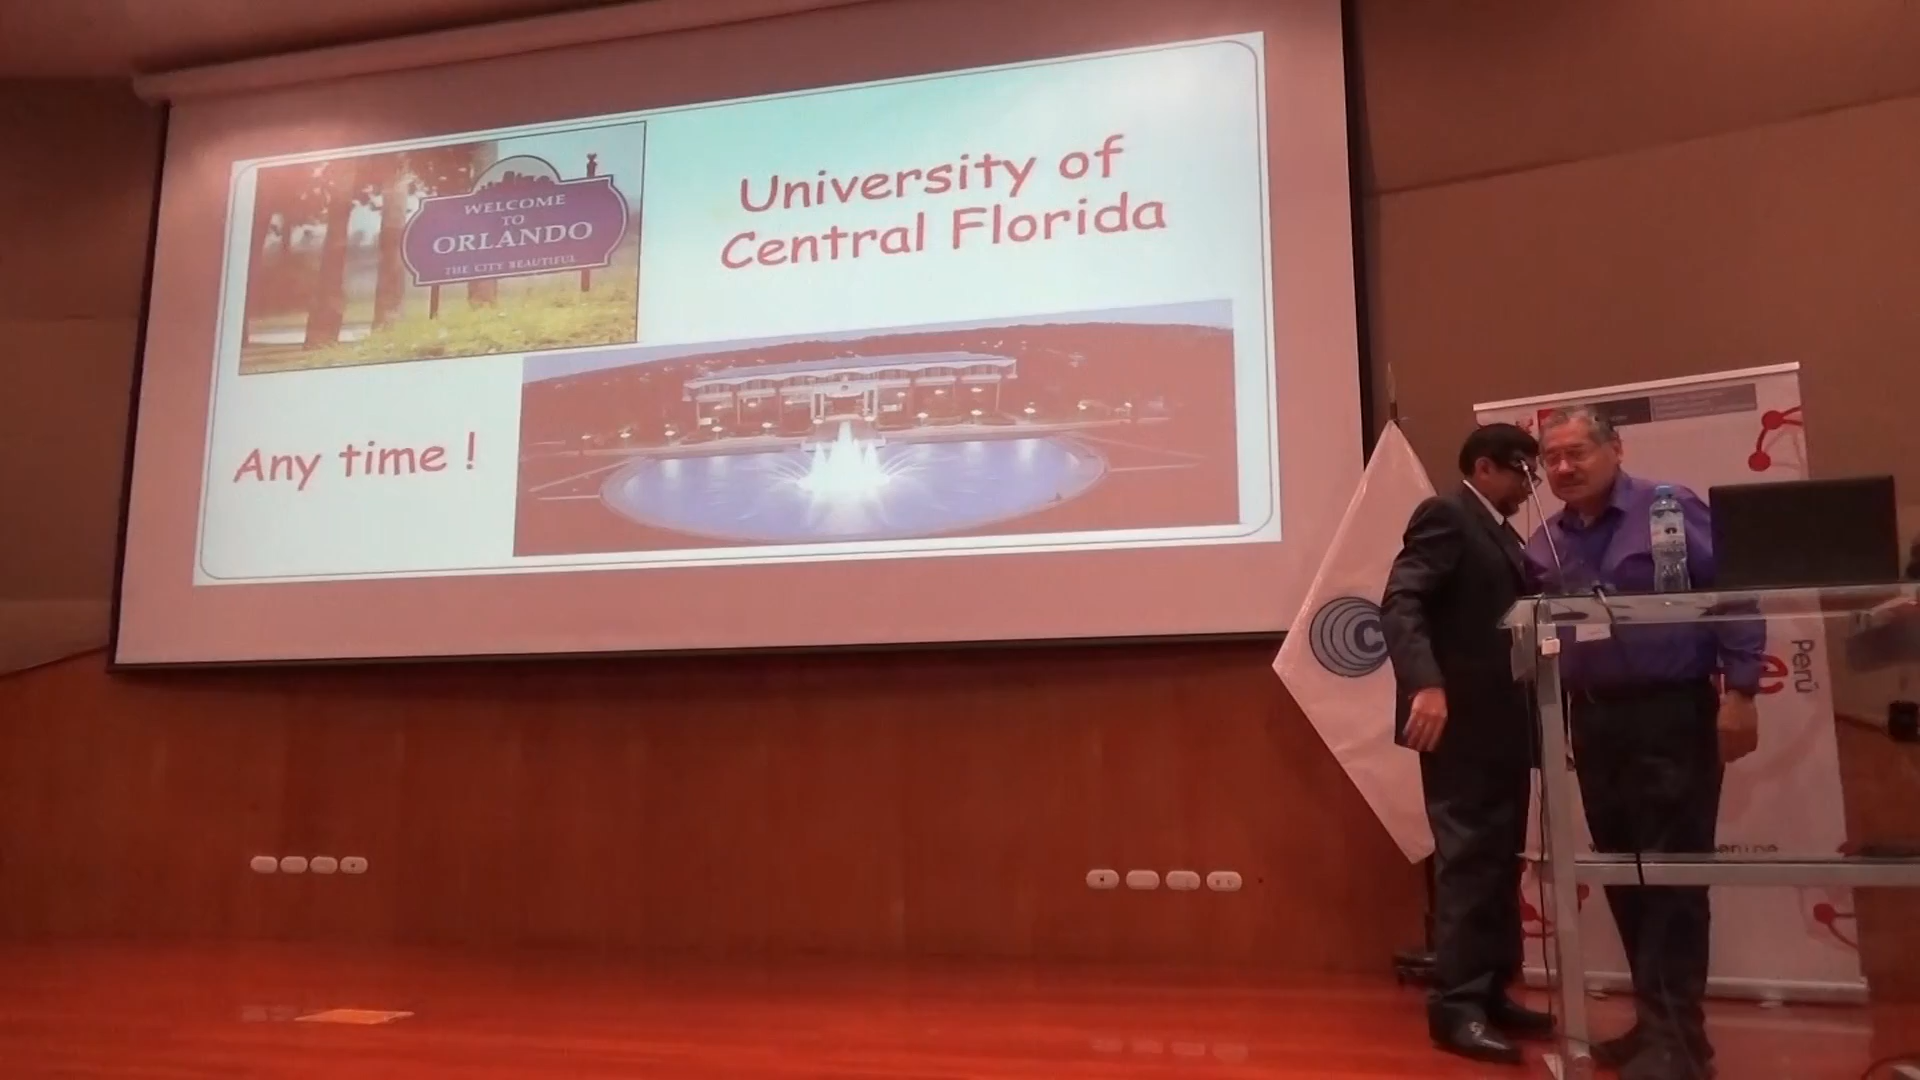 WELCOME
TO
ORLANDO
THE CITY BEAUTIFUL
University of
Central Florida
Any time !
C
e
Perú